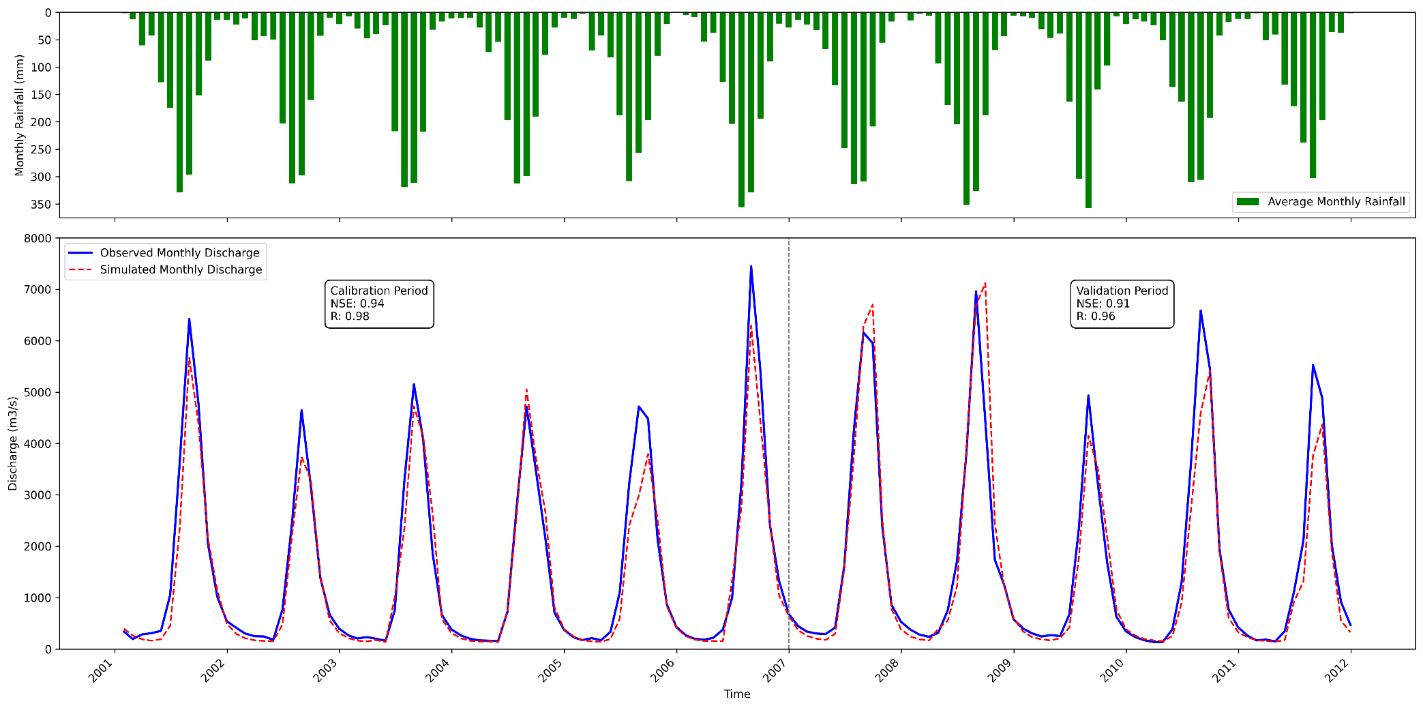 0
50
100
150
200
250
300
350
Monthly Rainfall (mm)
Average Monthly Rainfall
8000
7000
6000
5000
4000
3000
2000
1000
0
Discharge (m3/s)
Observed Monthly Discharge
Simulated Monthly Discharge
Calibration Period
NSE: 0.94
R: 0.98
Validation Period
NSE: 0.91
R: 0.96
2001
2002
2003
2004
2005
2006
2007
2008
2009
2010
2011
2012
Time